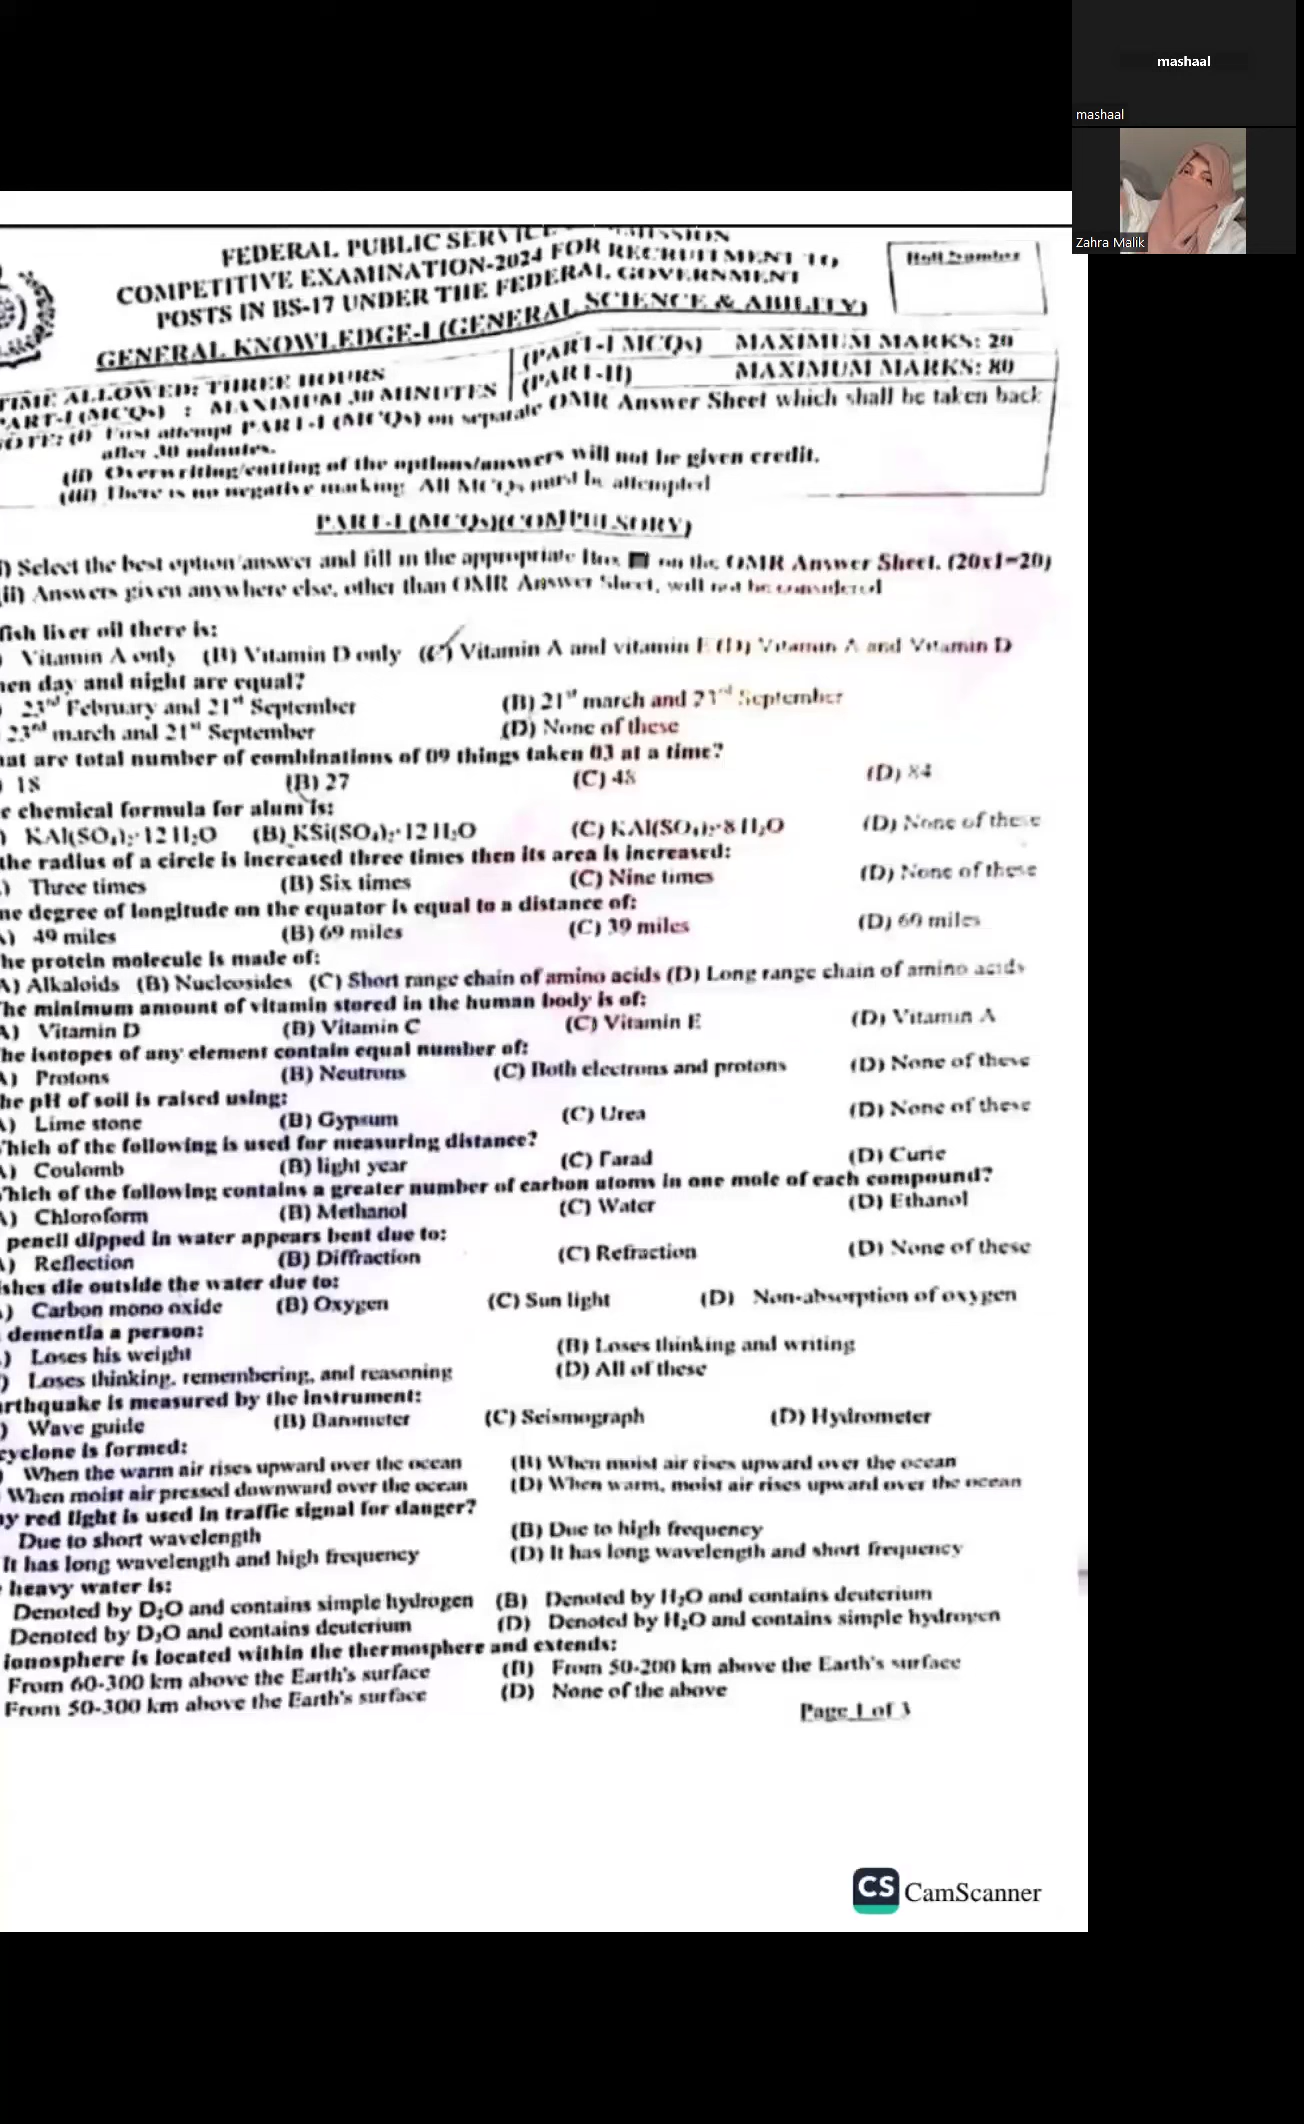 mashaal
mashaal
Zahra Malik
FEDERAL PUBLIC SERVICE
COMPETITIVE EXAMINATION-2024 FOR RECRUITMENT TO
POSTS IN BS-17 UNDER THE FEDERAL GOVERNMENT
GENERAL KNOWLEDGE-I (GENERAL SCIENCE & ABILITY)
Roll Number
TIME ALLOWED: THREE HOURS (PART-I MCQs) MAXIMUM MARKS: 20
PART-I (MCQs) : MAXIMUM 30 MINUTES (PART-II) MAXIMUM MARKS: 80
NOTE: (i) First attempt PART-I (MCQs) on separate OMR Answer Sheet which shall be taken back
after 30 minutes.
(ii) Overwriting/cutting of the options/answers will not be given credit.
(iii) There is no negative marking. All MCQs must be attempted
PART-I (MCQs)(COMPULSORY)
i) Select the best option/answer and fill in the appropriate Box on the OMR Answer Sheet. (20x1=20)
(ii) Answers given anywhere else, other than OMR Answer Sheet, will not be considered
fish liver oil there is:
Vitamin A only (B) Vitamin D only (C) Vitamin A and vitamin E (D) Vitamin A and Vitamin D
en day and night are equal?
23rd February and 21st September (B) 21st march and 23rd September
23rd march and 21st September (D) None of these
at are total number of combinations of 09 things taken 03 at a time?
18 (B) 27 (C) 48 (D) 84
chemical formula for alum is:
KAl(SO₄)₂·12 H₂O (B) KSi(SO₄)₂·12 H₂O (C) KAl(SO₄)₂·8 H₂O (D) None of these
the radius of a circle is increased three times then its area is increased:
) Three times (B) Six times (C) Nine times (D) None of these
ne degree of longitude on the equator is equal to a distance of:
) 49 miles (B) 69 miles (C) 39 miles (D) 60 miles
he protein molecule is made of:
A) Alkaloids (B) Nucleosides (C) Short range chain of amino acids (D) Long range chain of amino acids
he minimum amount of vitamin stored in the human body is of:
A) Vitamin D (B) Vitamin C (C) Vitamin E (D) Vitamin A
he isotopes of any element contain equal number of:
A) Protons (B) Neutrons (C) Both electrons and protons (D) None of these
he pH of soil is raised using:
A) Lime stone (B) Gypsum (C) Urea (D) None of these
hich of the following is used for measuring distance?
A) Coulomb (B) light year (C) Farad (D) Curie
hich of the following contains a greater number of carbon atoms in one mole of each compound?
A) Chloroform (B) Methanol (C) Water (D) Ethanol
pencil dipped in water appears bent due to:
A) Reflection (B) Diffraction (C) Refraction (D) None of these
shes die outside the water due to:
) Carbon mono oxide (B) Oxygen (C) Sun light (D) Non-absorption of oxygen
dementia a person:
) Loses his weight (B) Loses thinking and writing
) Loses thinking, remembering, and reasoning (D) All of these
rthquake is measured by the instrument:
) Wave guide (B) Barometer (C) Seismograph (D) Hydrometer
cyclone is formed:
When the warm air rises upward over the ocean (B) When moist air rises upward over the ocean
When moist air pressed downward over the ocean (D) When warm, moist air rises upward over the ocean
y red light is used in traffic signal for danger?
Due to short wavelength (B) Due to high frequency
It has long wavelength and high frequency (D) It has long wavelength and short frequency
heavy water is:
Denoted by D₂O and contains simple hydrogen (B) Denoted by H₂O and contains deuterium
Denoted by D₂O and contains deuterium (D) Denoted by H₂O and contains simple hydrogen
ionosphere is located within the thermosphere and extends:
From 60-300 km above the Earth's surface (B) From 50-200 km above the Earth's surface
From 50-300 km above the Earth's surface (D) None of the above
Page 1 of 3
CS CamScanner